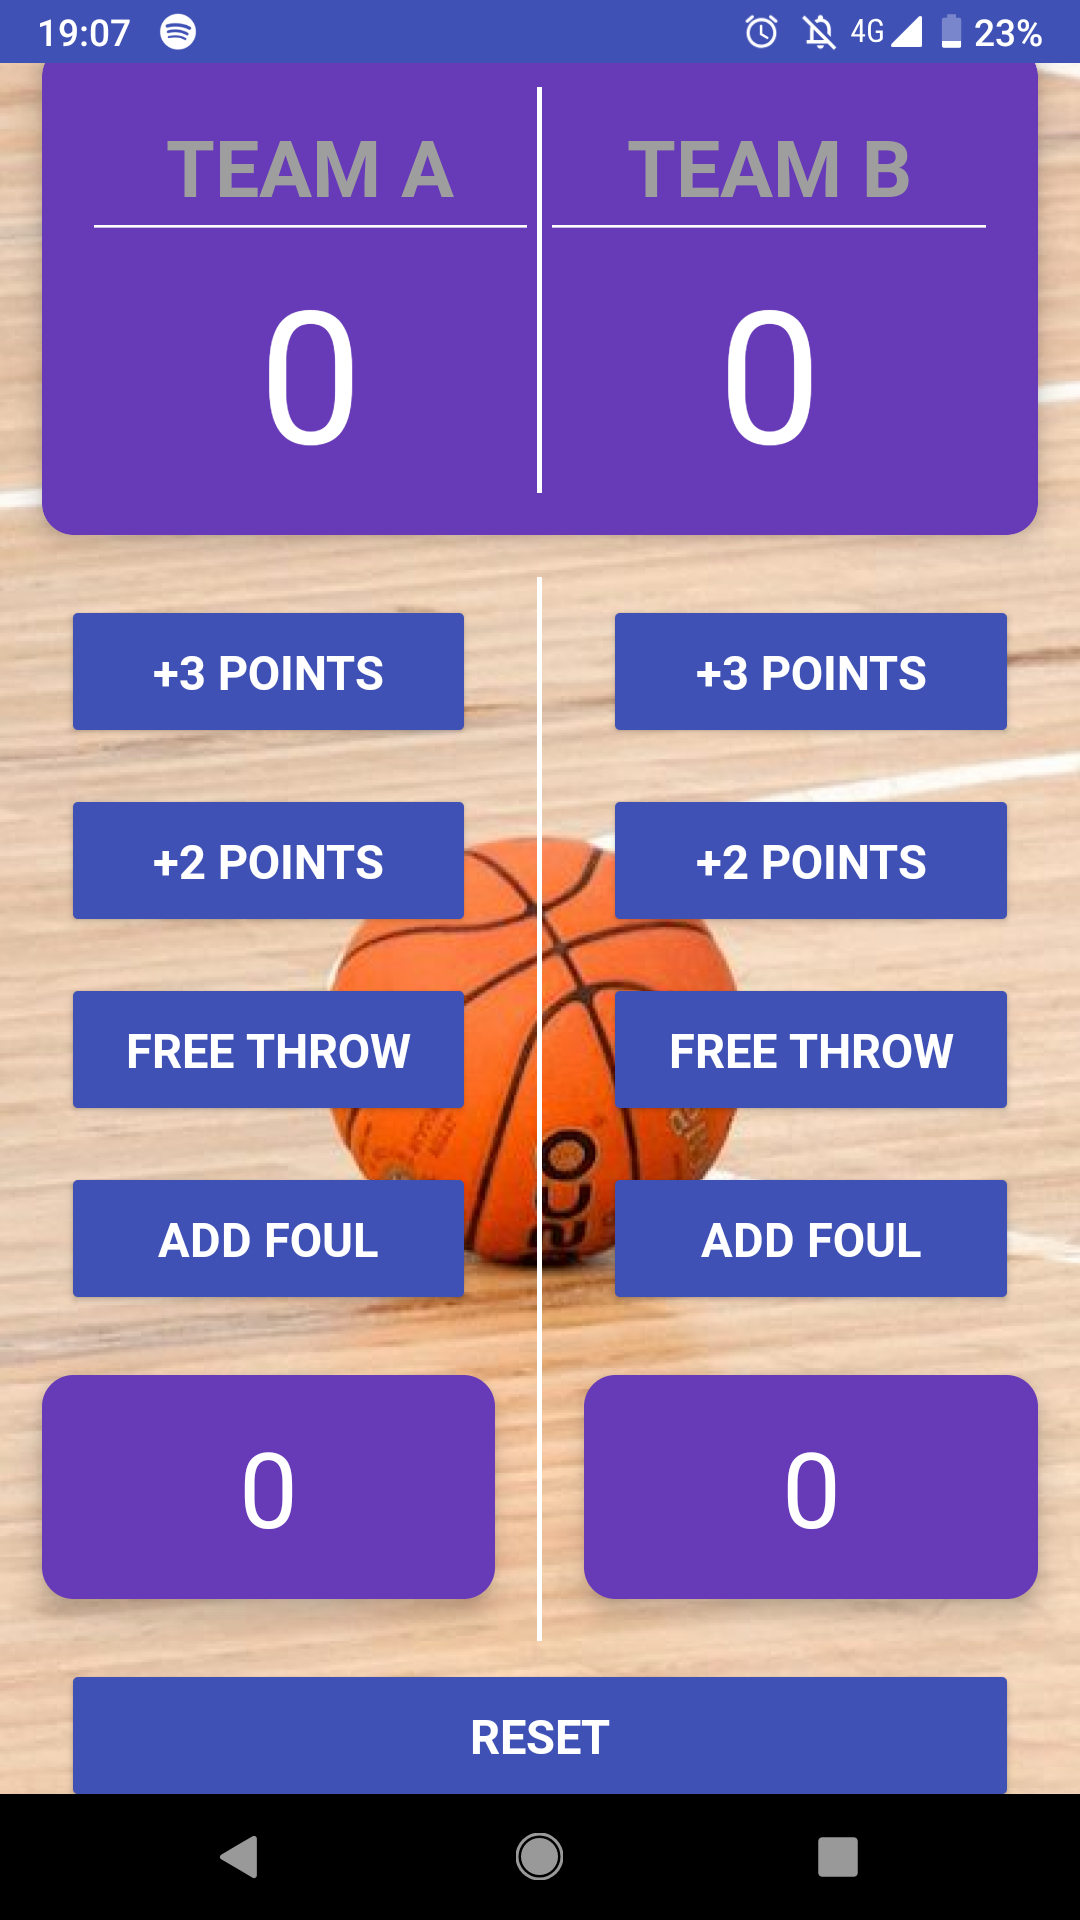 19:07 4G 23%
TEAM A TEAM B
0 0
+3 POINTS +3 POINTS
+2 POINTS +2 POINTS
FREE THROW FREE THROW
ADD FOUL ADD FOUL
0 0
RESET